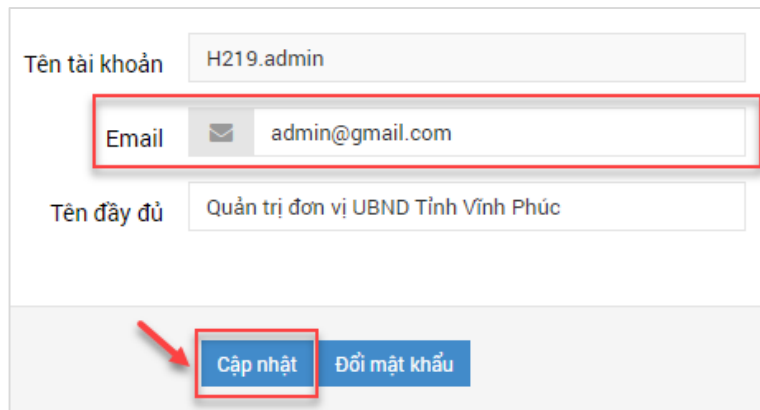 Tên tài khoản H219.admin
Email admin@gmail.com
Tên đầy đủ Quản trị đơn vị UBND Tỉnh Vĩnh Phúc
Cập nhật Đổi mật khẩu